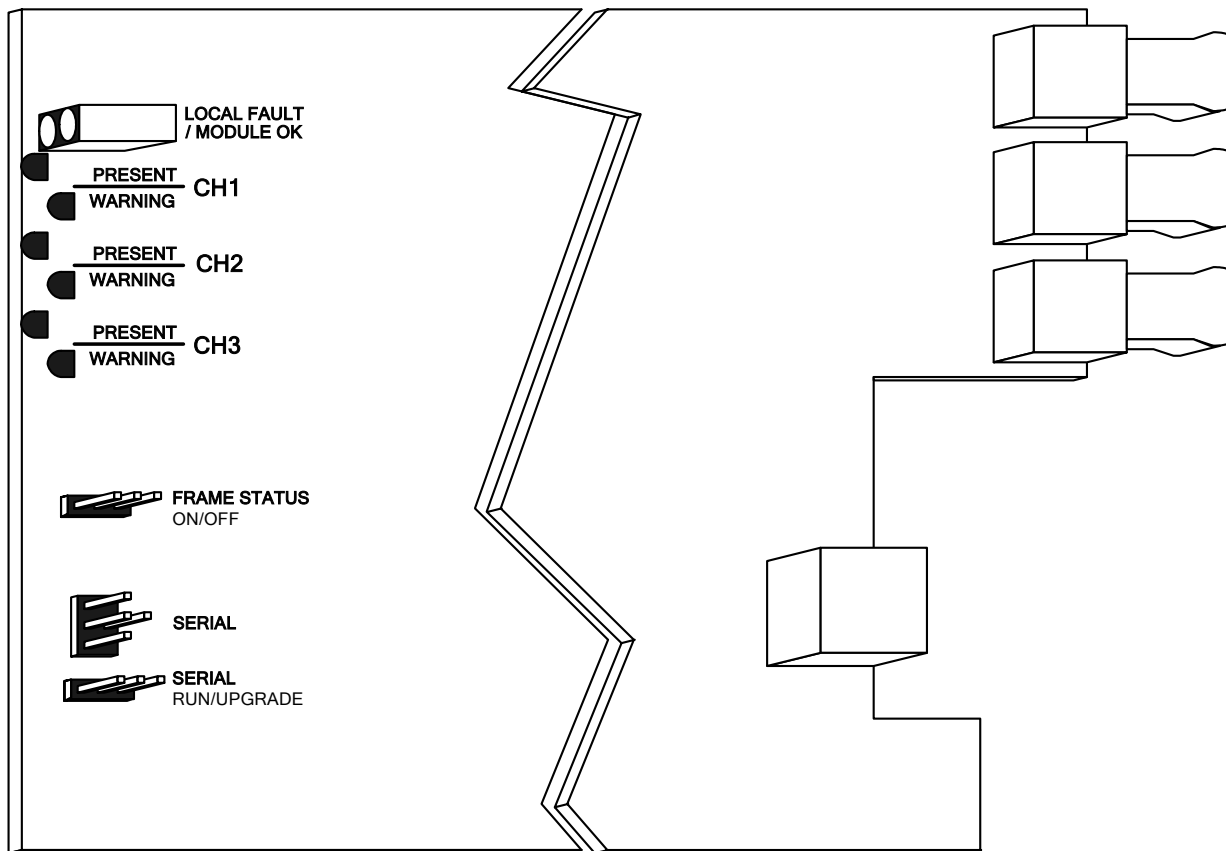 LOCAL FAULT
/ MODULE OK
PRESENT
WARNING
CH1
PRESENT
WARNING
CH2
PRESENT
WARNING
CH3
FRAME STATUS
ON/OFF
SERIAL
SERIAL
RUN/UPGRADE